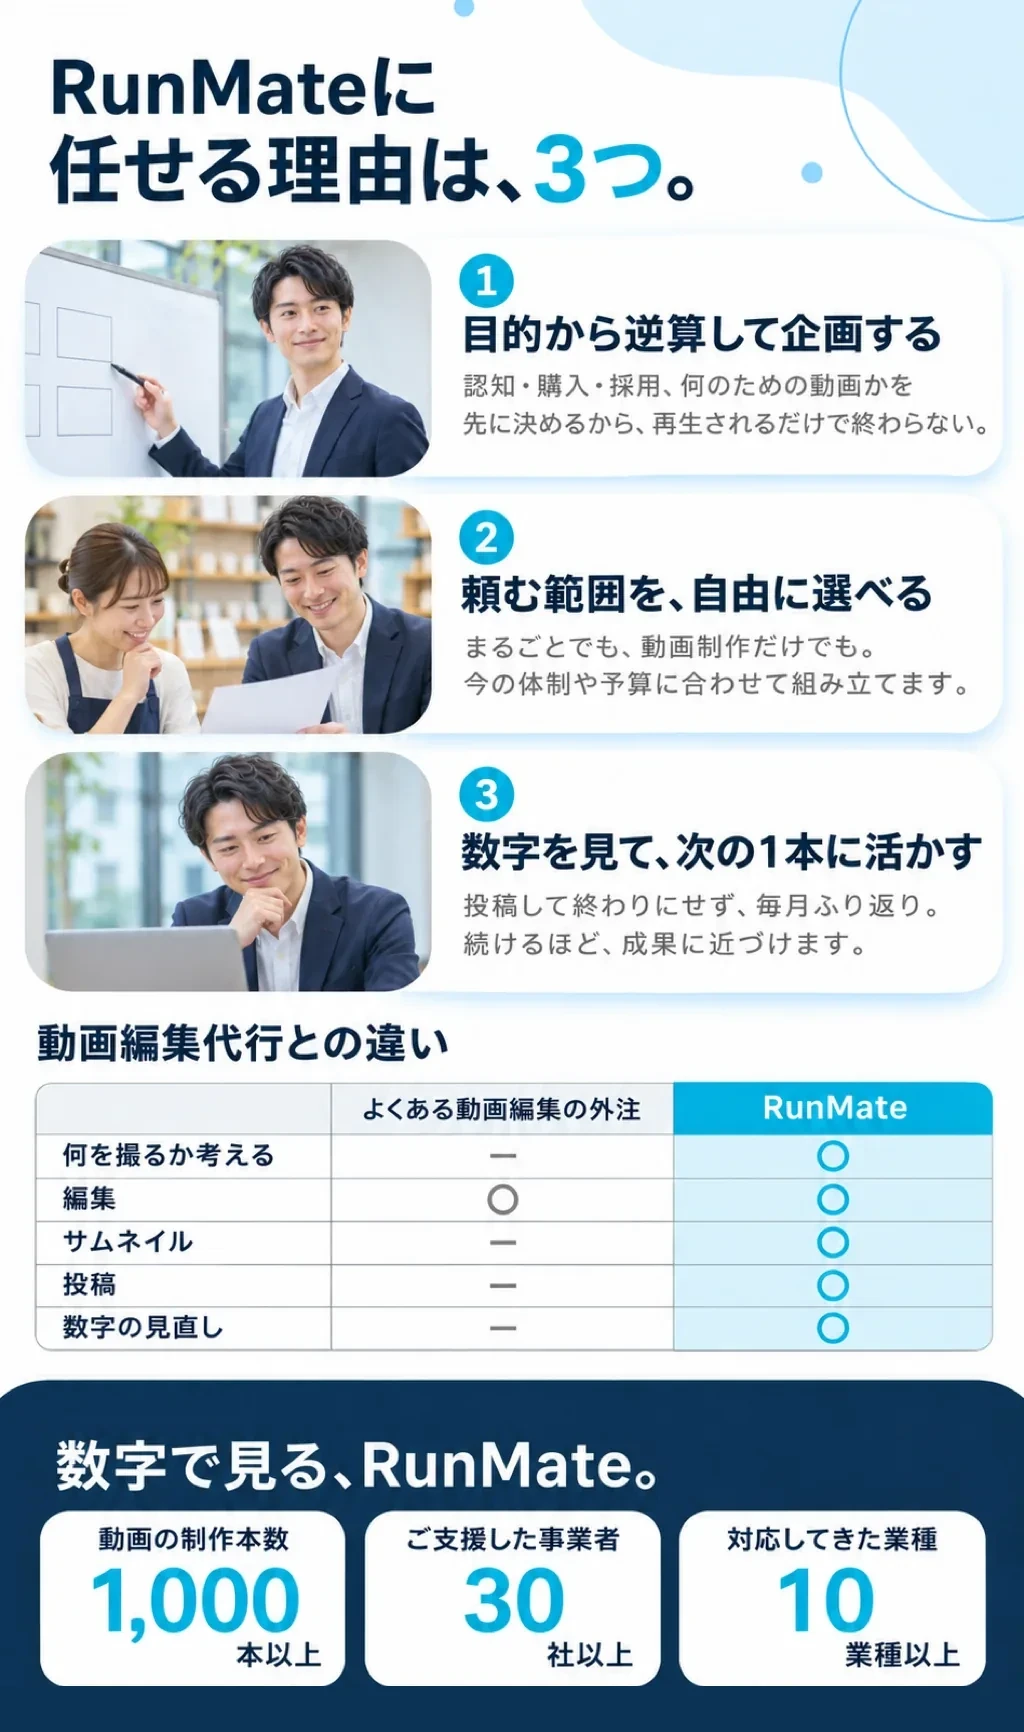 RunMateに
任せる理由は、3つ。
1
目的から逆算して企画する
認知・購入・採用、何のための動画かを
先に決めるから、再生されるだけで終わらない。
2
頼む範囲を、自由に選べる
まるごとでも、動画制作だけでも。
今の体制や予算に合わせて組み立てます。
3
数字を見て、次の1本に活かす
投稿して終わりにせず、毎月ふり返り。
続けるほど、成果に近づけます。
動画編集代行との違い
よくある動画編集の外注 RunMate
何を撮るか考える ー ○
編集 ○ ○
サムネイル ー ○
投稿 ー ○
数字の見直し ー ○
数字で見る、RunMate。
動画の制作本数 ご支援した事業者 対応してきた業種
1,000 30 10
本以上 社以上 業種以上